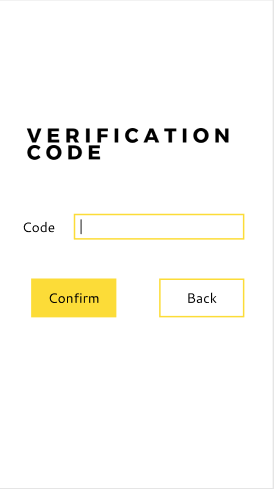 VERIFICATION
CODE
Code
Confirm
Back